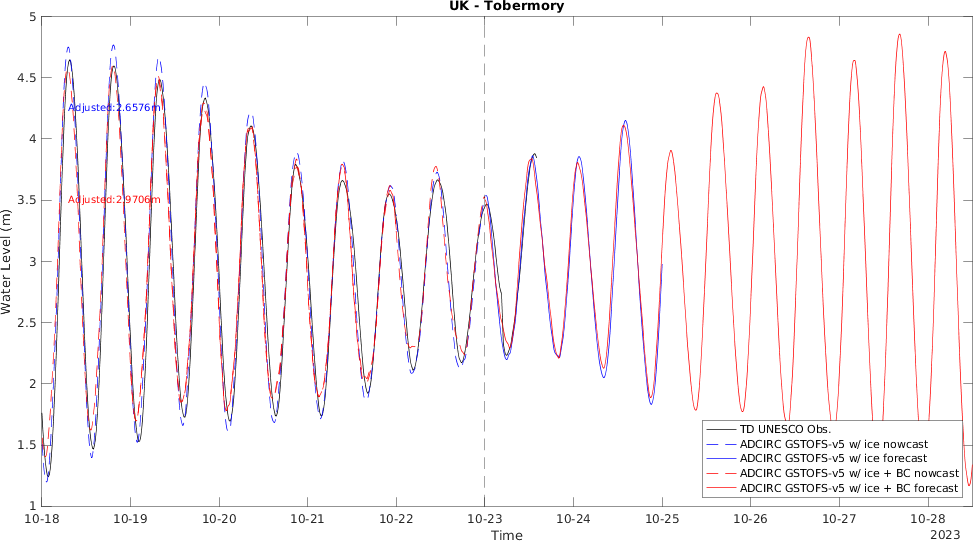 UK - Tobermory
5
4.5
4
3.5
3
2.5
2
1.5
1
Water Level (m)
Adjusted:2.6576m
Adjusted:2.9706m
TD UNESCO Obs.
ADCIRC GSTOFS-v5 w/ ice nowcast
ADCIRC GSTOFS-v5 w/ ice forecast
ADCIRC GSTOFS-v5 w/ ice + BC nowcast
ADCIRC GSTOFS-v5 w/ ice + BC forecast
10-18 10-19 10-20 10-21 10-22 10-23 10-24 10-25 10-26 10-27 10-28
Time
2023